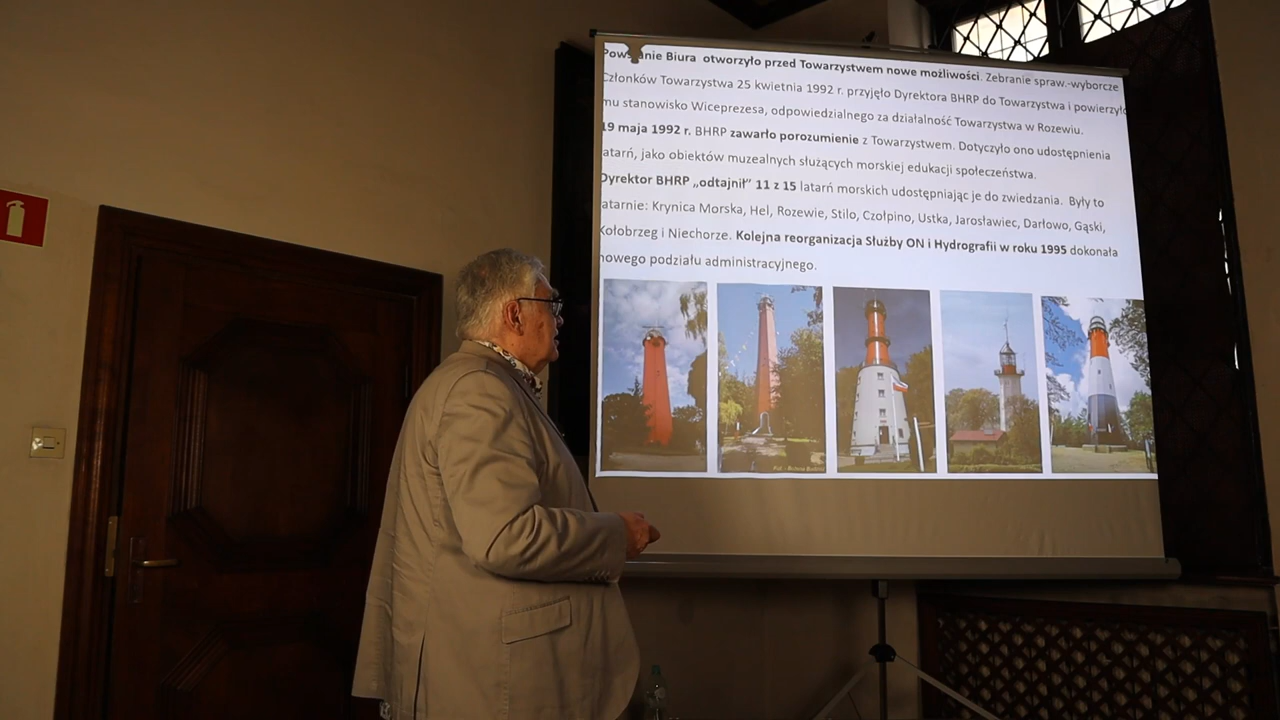 Powstanie Biura otworzyło przed Towarzystwem nowe możliwości. Zebranie spraw.-wyborcze
Członków Towarzystwa 25 kwietnia 1992 r. przyjęło Dyrektora BHRP do Towarzystwa i powierzyło
mu stanowisko Wiceprezesa, odpowiedzialnego za działalność Towarzystwa w Rozewiu.
19 maja 1992 r. BHRP zawarło porozumienie z Towarzystwem. Dotyczyło ono udostępnienia
latarń, jako obiektów muzealnych służących morskiej edukacji społeczeństwa.
Dyrektor BHRP „odtajnił" 11 z 15 latarń morskich udostępniając je do zwiedzania. Były to
latarnie: Krynica Morska, Hel, Rozewie, Stilo, Czołpino, Ustka, Jarosławiec, Darłowo, Gąski,
Kołobrzeg i Niechorze. Kolejna reorganizacja Służby ON i Hydrografii w roku 1995 dokonała
nowego podziału administracyjnego.